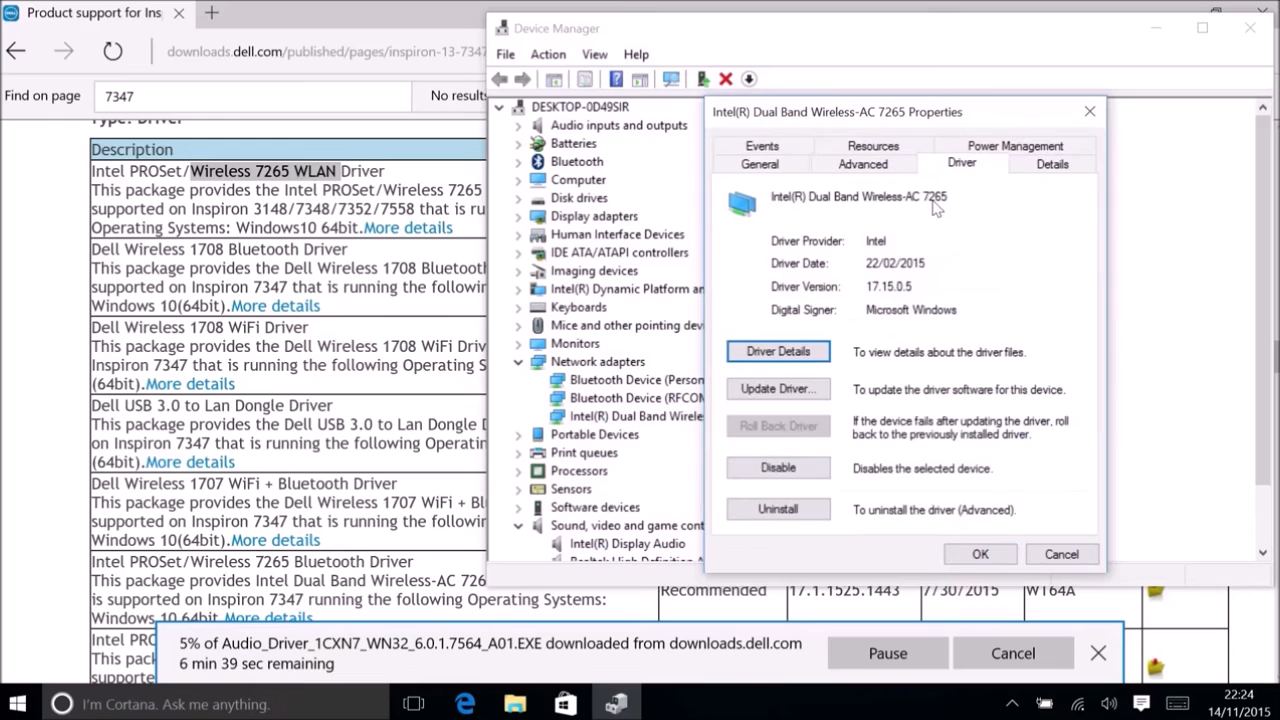 Product support for Ins
downloads.dell.com/published/pages/inspiron-13-7347
Find on page
7347
No results
Description
Intel PROSet/Wireless 7265 WLAN Driver
This package provides the Intel PROSet/Wireless 7265
supported on Inspiron 3148/7348/7352/7558 that is ru
Operating Systems: Windows10 64bit.More details
Dell Wireless 1708 Bluetooth Driver
This package provides the Dell Wireless 1708 Bluetoo
supported on Inspiron 7347 that is running the followi
Windows 10(64bit).More details
Dell Wireless 1708 WiFi Driver
This package provides the Dell Wireless 1708 WiFi Driv
Inspiron 7347 that is running the following Operating
(64bit).More details
Dell USB 3.0 to Lan Dongle Driver
This package provides the Dell USB 3.0 to Lan Dongle D
on Inspiron 7347 that is running the following Operatin
(64bit).More details
Dell Wireless 1707 WiFi + Bluetooth Driver
This package provides the Dell Wireless 1707 WiFi + Bl
supported on Inspiron 7347 that is running the followin
Windows 10(64bit).More details
Intel PROSet/Wireless 7265 Bluetooth Driver
This package provides Intel Dual Band Wireless-AC 726
is supported on Inspiron 7347 running the following Operating Systems:
Windows 10 64bit.More details
Recommended
17.1.1525.1443
7/30/2015
WT64A
Intel PRO
This pack
supporte
Device Manager
File Action View Help
DESKTOP-0D49SIR
Audio inputs and outputs
Batteries
Bluetooth
Computer
Disk drives
Display adapters
Human Interface Devices
IDE ATA/ATAPI controllers
Imaging devices
Intel(R) Dynamic Platform an
Keyboards
Mice and other pointing devi
Monitors
Network adapters
Bluetooth Device (Person
Bluetooth Device (RFCOM
Intel(R) Dual Band Wirele
Portable Devices
Print queues
Processors
Sensors
Software devices
Sound, video and game cont
Intel(R) Display Audio
Intel(R) Dual Band Wireless-AC 7265 Properties
Events Resources Power Management
General Advanced Driver Details
Intel(R) Dual Band Wireless-AC 7265
Driver Provider: Intel
Driver Date: 22/02/2015
Driver Version: 17.15.0.5
Digital Signer: Microsoft Windows
Driver Details To view details about the driver files.
Update Driver... To update the driver software for this device.
Roll Back Driver If the device fails after updating the driver, roll
back to the previously installed driver.
Disable Disables the selected device.
Uninstall To uninstall the driver (Advanced).
OK Cancel
5% of Audio_Driver_1CXN7_WN32_6.0.1.7564_A01.EXE downloaded from downloads.dell.com
6 min 39 sec remaining
Pause Cancel
I'm Cortana. Ask me anything.
22:24
14/11/2015